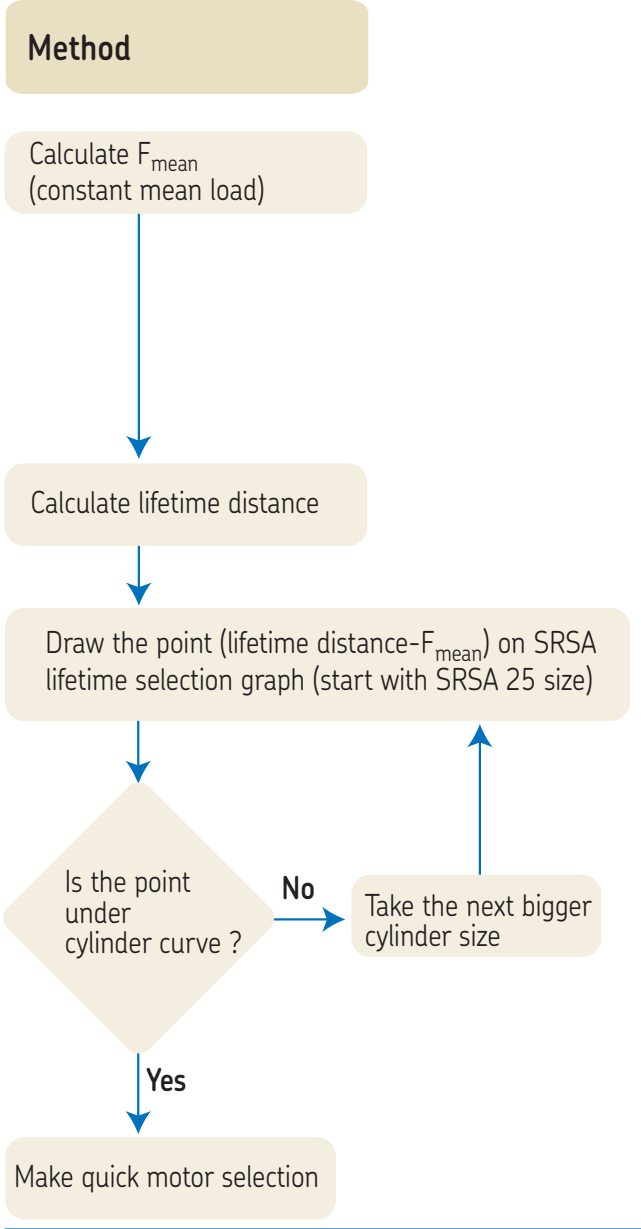 Method
Calculate Fmean
(constant mean load)
Calculate lifetime distance
Draw the point (lifetime distance-Fmean) on SRSA
lifetime selection graph (start with SRSA 25 size)
Is the point
under
cylinder curve ?
No
Take the next bigger
cylinder size
Yes
Make quick motor selection